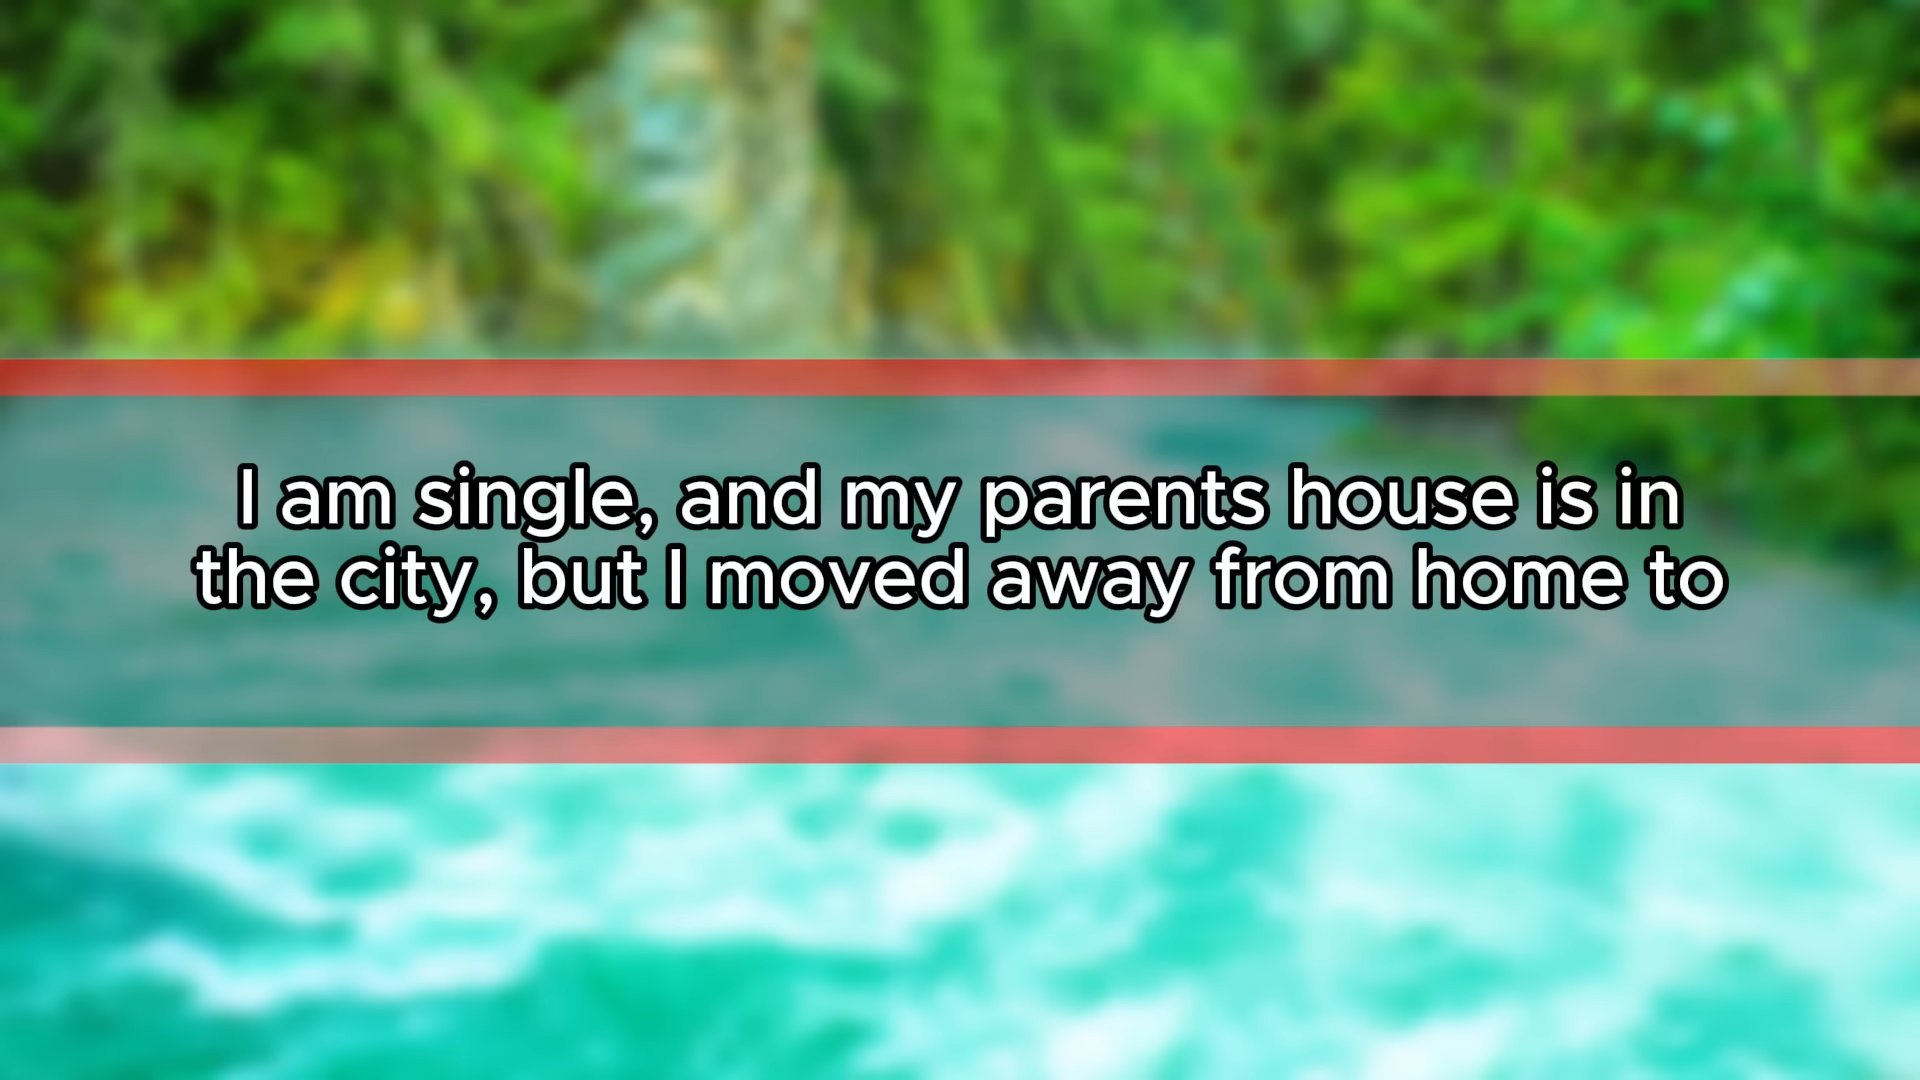 I am single, and my parents house is in
the city, but I moved away from home to